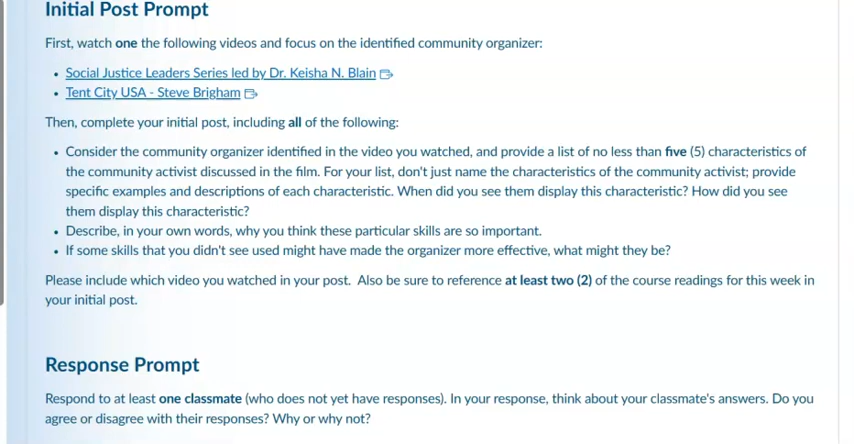 Initial Post Prompt
First, watch one the following videos and focus on the identified community organizer:
• Social Justice Leaders Series led by Dr. Keisha N. Blain
• Tent City USA - Steve Brigham
Then, complete your initial post, including all of the following:
• Consider the community organizer identified in the video you watched, and provide a list of no less than five (5) characteristics of
the community activist discussed in the film. For your list, don't just name the characteristics of the community activist; provide
specific examples and descriptions of each characteristic. When did you see them display this characteristic? How did you see
them display this characteristic?
• Describe, in your own words, why you think these particular skills are so important.
• If some skills that you didn't see used might have made the organizer more effective, what might they be?
Please include which video you watched in your post. Also be sure to reference at least two (2) of the course readings for this week in
your initial post.
Response Prompt
Respond to at least one classmate (who does not yet have responses). In your response, think about your classmate's answers. Do you
agree or disagree with their responses? Why or why not?